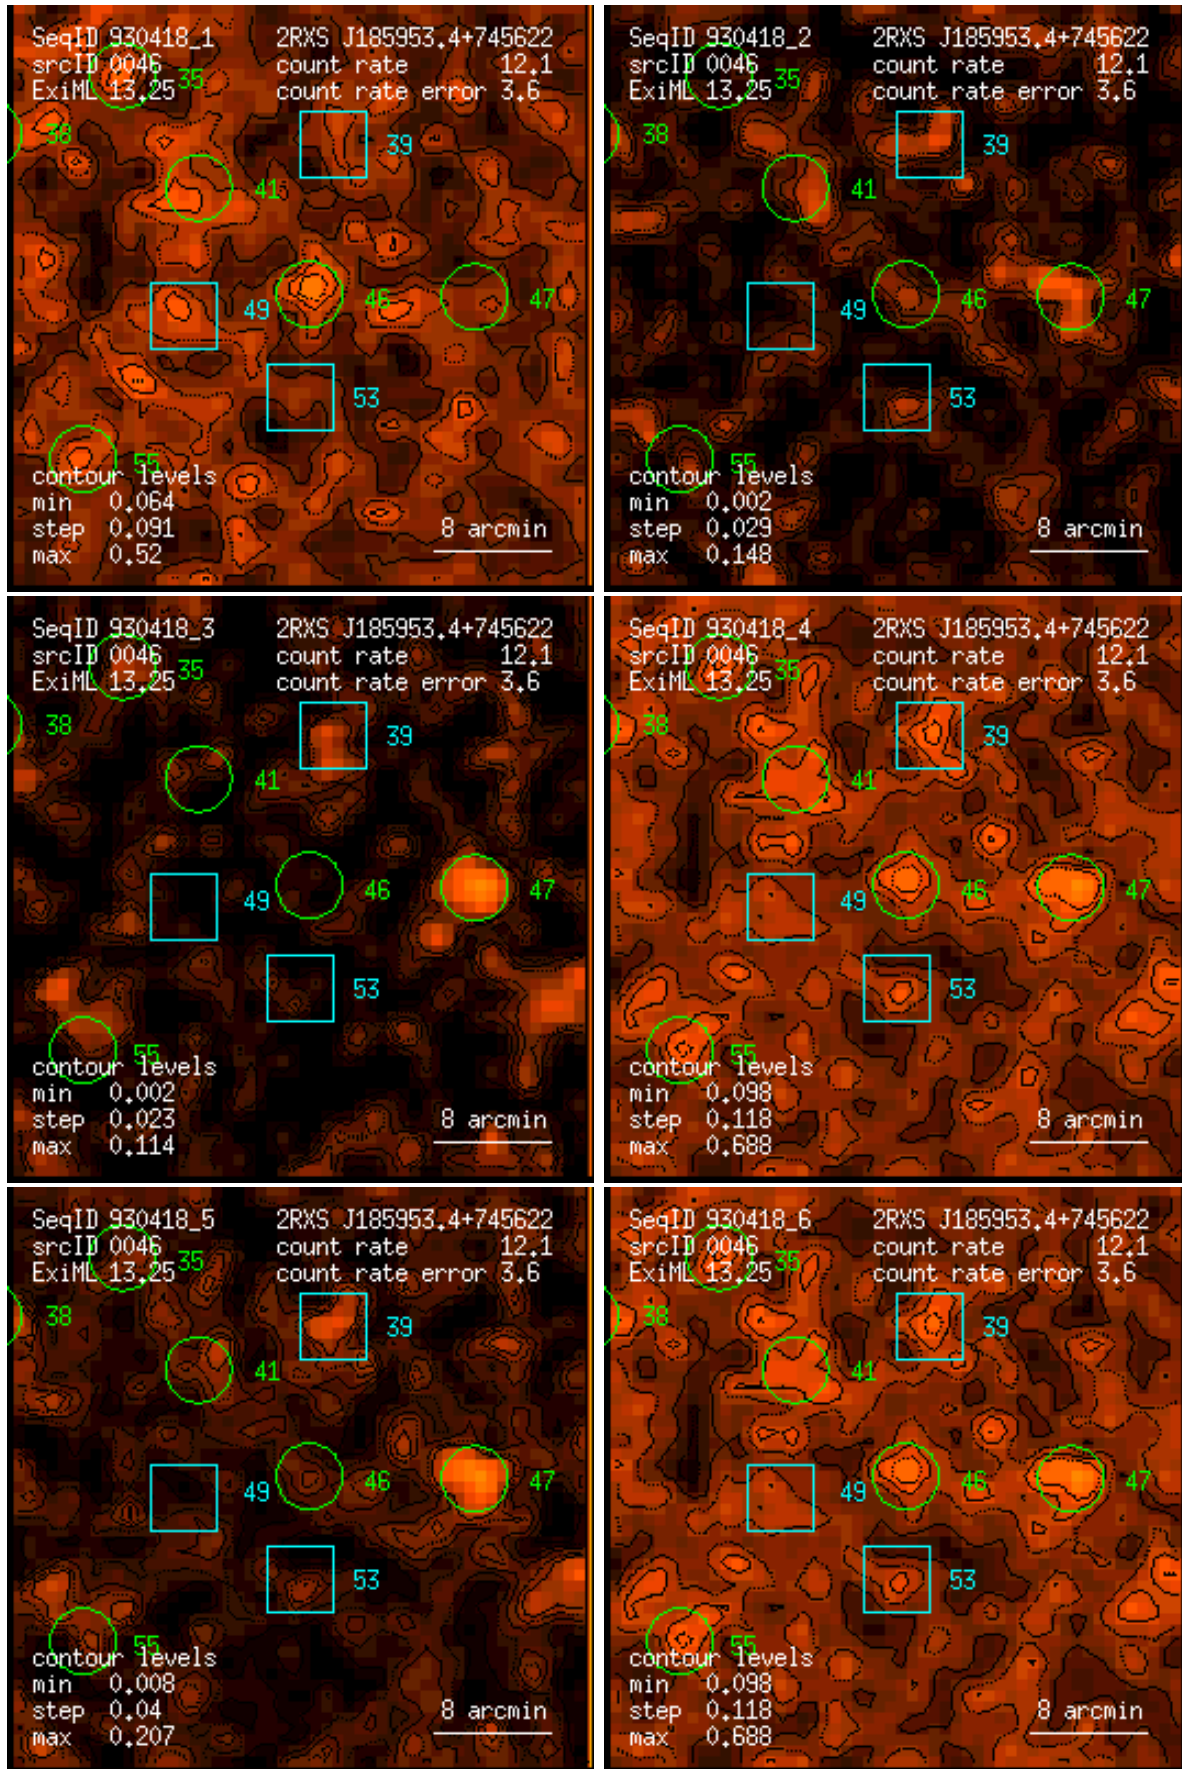 SeqID 930418_1 2RXS J185953.4+745622
srcID 0046 35 count rate 12.1
ExiML 13.25 count rate error 3.6
38 39
41
49 46 47
53
55
contour levels
min 0.064
step 0.091 8 arcmin
max 0.52
SeqID 930418_2 2RXS J185953.4+745622
srcID 0046 35 count rate 12.1
ExiML 13.25 count rate error 3.6
38 39
41
49 46 47
53
55
contour levels
min 0.002
step 0.029 8 arcmin
max 0.148
SeqID 930418_3 2RXS J185953.4+745622
srcID 0046 35 count rate 12.1
ExiML 13.25 count rate error 3.6
38 39
41
49 46 47
53
55
contour levels
min 0.002
step 0.023 8 arcmin
max 0.114
SeqID 930418_4 2RXS J185953.4+745622
srcID 0046 35 count rate 12.1
ExiML 13.25 count rate error 3.6
38 39
41
49 46 47
53
55
contour levels
min 0.098
step 0.118 8 arcmin
max 0.688
SeqID 930418_5 2RXS J185953.4+745622
srcID 0046 35 count rate 12.1
ExiML 13.25 count rate error 3.6
38 39
41
49 46 47
53
55
contour levels
min 0.008
step 0.04 8 arcmin
max 0.207
SeqID 930418_6 2RXS J185953.4+745622
srcID 0046 35 count rate 12.1
ExiML 13.25 count rate error 3.6
38 39
41
49 46 47
53
55
contour levels
min 0.098
step 0.118 8 arcmin
max 0.688